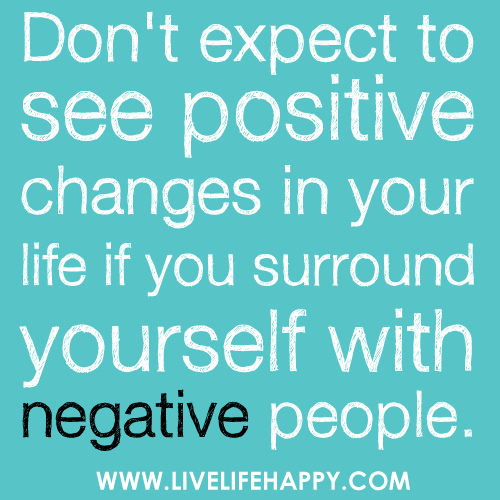 Don't expect to
see positive
changes in your
life if you surround
yourself with
negative people.
WWW.LIVELIFEHAPPY.COM